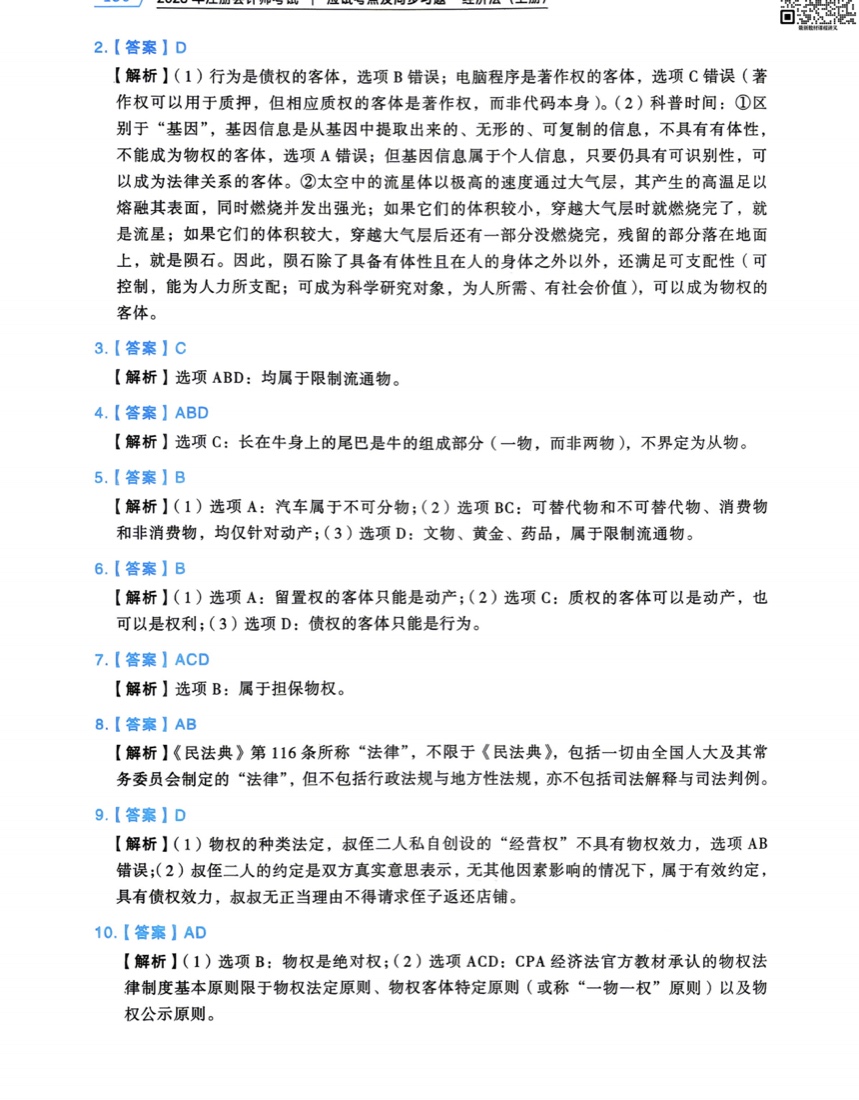 2.【答案】D
【解析】（1）行为是债权的客体，选项 B 错误；电脑程序是著作权的客体，选项 C 错误（著
作权可以用于质押，但相应质权的客体是著作权，而非代码本身）。（2）科普时间：①区
别于“基因”，基因信息是从基因中提取出来的、无形的、可复制的信息，不具有有体性，
不能成为物权的客体，选项 A 错误；但基因信息属于个人信息，只要仍具有可识别性，可
以成为法律关系的客体。②太空中的流星体以极高的速度通过大气层，其产生的高温足以
熔融其表面，同时燃烧并发出强光；如果它们的体积较小，穿越大气层时就燃烧完了，就
是流星；如果它们的体积较大，穿越大气层后还有一部分没燃烧完，残留的部分落在地面
上，就是陨石。因此，陨石除了具备有体性且在人的身体之外以外，还满足可支配性（可
控制，能为人力所支配；可成为科学研究对象，为人所需、有社会价值），可以成为物权的
客体。
3.【答案】C
【解析】选项 ABD：均属于限制流通物。
4.【答案】ABD
【解析】选项 C：长在牛身上的尾巴是牛的组成部分（一物，而非两物），不界定为从物。
5.【答案】B
【解析】（1）选项 A：汽车属于不可分物；（2）选项 BC：可替代物和不可替代物、消费物
和非消费物，均仅针对动产；（3）选项 D：文物、黄金、药品，属于限制流通物。
6.【答案】B
【解析】（1）选项 A：留置权的客体只能是动产；（2）选项 C：质权的客体可以是动产，也
可以是权利；（3）选项 D：债权的客体只能是行为。
7.【答案】ACD
【解析】选项 B：属于担保物权。
8.【答案】AB
【解析】《民法典》第 116 条所称“法律”，不限于《民法典》，包括一切由全国人大及其常
务委员会制定的“法律”，但不包括行政法规与地方性法规，亦不包括司法解释与司法判例。
9.【答案】D
【解析】（1）物权的种类法定，叔侄二人私自创设的“经营权”不具有物权效力，选项 AB
错误；（2）叔侄二人的约定是双方真实意思表示，无其他因素影响的情况下，属于有效约定，
具有债权效力，叔叔无正当理由不得请求侄子返还店铺。
10.【答案】AD
【解析】（1）选项 B：物权是绝对权；（2）选项 ACD：CPA 经济法官方教材承认的物权法
律制度基本原则限于物权法定原则、物权客体特定原则（或称“一物一权”原则）以及物
权公示原则。